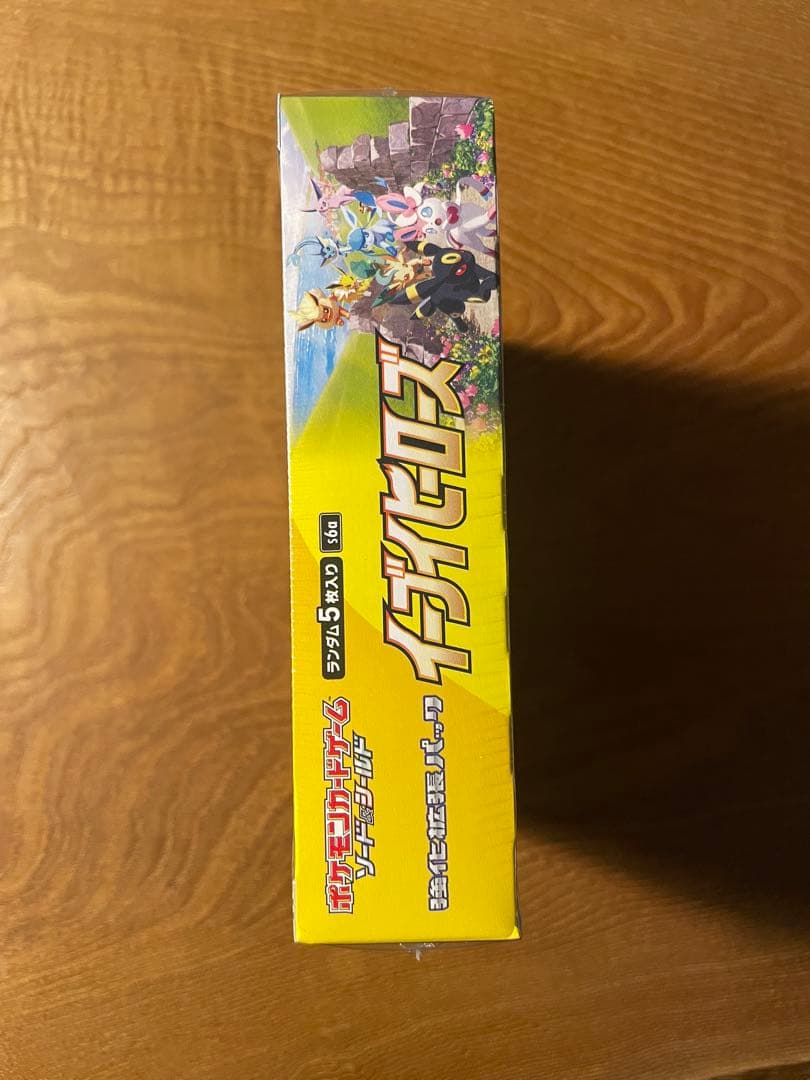 ポケモンカードゲーム
ソード&シールド
ランダム5枚入り s6a
強化拡張パック
イーブイヒーローズ